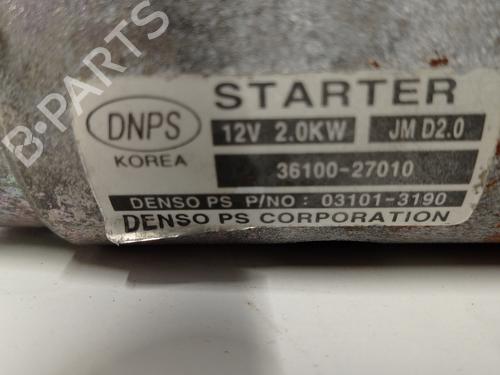 B-PARTS
STARTER
DNPS
KOREA
12V 2.0KW
JM D2.0
36100-27010
DENSO PS P/NO: 03101-3190
DENSO PS CORPORATION